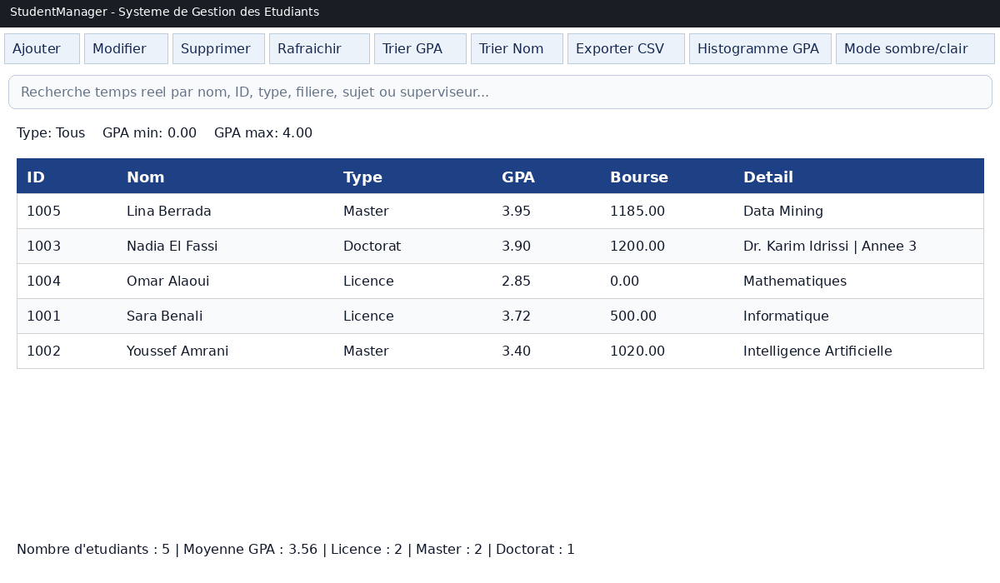 StudentManager - Systeme de Gestion des Etudiants
Ajouter Modifier Supprimer Rafraichir Trier GPA Trier Nom Exporter CSV Histogramme GPA Mode sombre/clair
Recherche temps reel par nom, ID, type, filiere, sujet ou superviseur...
Type: Tous GPA min: 0.00 GPA max: 4.00
ID Nom Type GPA Bourse Detail
1005 Lina Berrada Master 3.95 1185.00 Data Mining
1003 Nadia El Fassi Doctorat 3.90 1200.00 Dr. Karim Idrissi | Annee 3
1004 Omar Alaoui Licence 2.85 0.00 Mathematiques
1001 Sara Benali Licence 3.72 500.00 Informatique
1002 Youssef Amrani Master 3.40 1020.00 Intelligence Artificielle
Nombre d'etudiants : 5 | Moyenne GPA : 3.56 | Licence : 2 | Master : 2 | Doctorat : 1